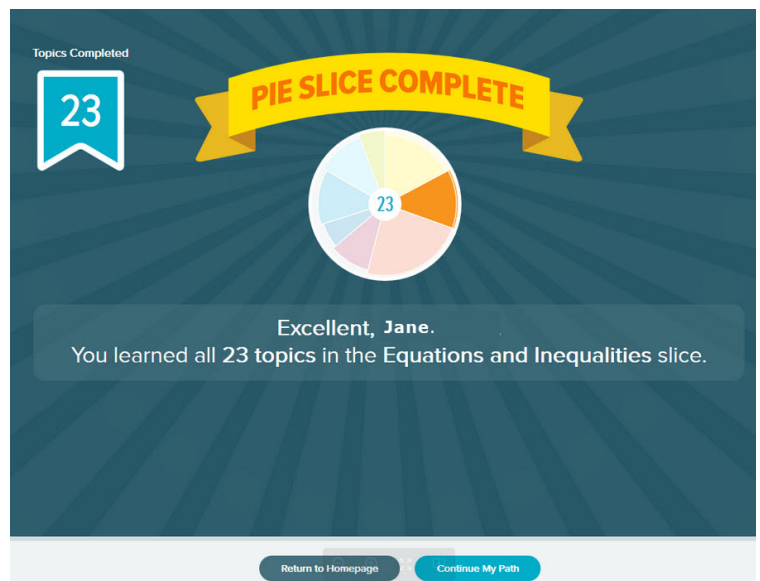 Topics Completed
23
PIE SLICE COMPLETE
23
Excellent, Jane.
You learned all 23 topics in the Equations and Inequalities slice.
Return to Homepage
Continue My Path